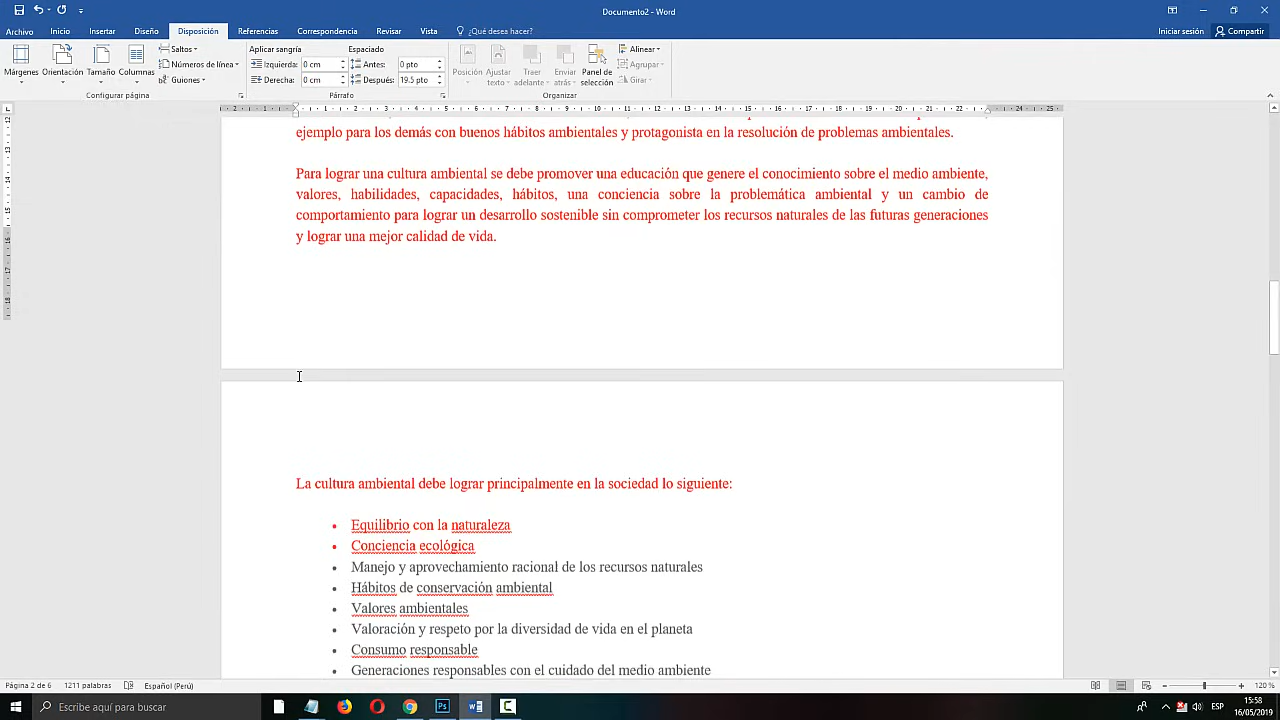 Documento2 - Word
Archivo Inicio Insertar Diseño Disposición Referencias Correspondencia Revisar Vista ¿Qué desea hacer? Iniciar sesión Compartir
Márgenes Orientación Tamaño Columnas
Saltos
Números de línea
Guiones
Configurar página
Aplicar sangría Espaciado
Izquierda: 0 cm Antes: 0 pto
Derecha: 0 cm Después: 19.5 pto
Párrafo
Posición Ajustar texto Traer adelante Enviar atrás Panel de selección
Alinear
Agrupar
Girar
Organizar
ejemplo para los demás con buenos hábitos ambientales y protagonista en la resolución de problemas ambientales.
Para lograr una cultura ambiental se debe promover una educación que genere el conocimiento sobre el medio ambiente,
valores, habilidades, capacidades, hábitos, una conciencia sobre la problemática ambiental y un cambio de
comportamiento para lograr un desarrollo sostenible sin comprometer los recursos naturales de las futuras generaciones
y lograr una mejor calidad de vida.
La cultura ambiental debe lograr principalmente en la sociedad lo siguiente:
• Equilibrio con la naturaleza
• Conciencia ecológica
• Manejo y aprovechamiento racional de los recursos naturales
• Hábitos de conservación ambiental
• Valores ambientales
• Valoración y respeto por la diversidad de vida en el planeta
• Consumo responsable
• Generaciones responsables con el cuidado del medio ambiente
Página 2 de 6 1211 palabras Español (Perú) 120 %
Escribe aquí para buscar
ESP
15:58
16/05/2019